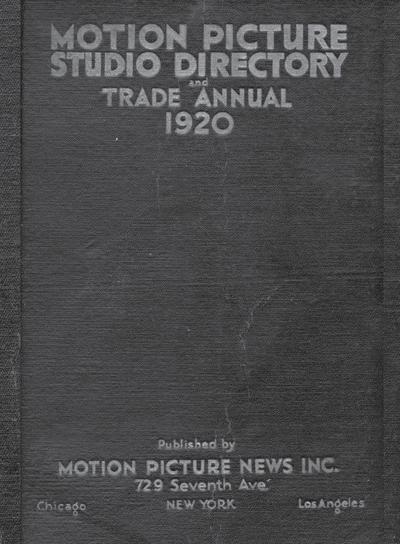 MOTION PICTURE
STUDIO DIRECTORY
and
TRADE ANNUAL
1920
Published by
MOTION PICTURE NEWS INC.
729 Seventh Ave.
Chicago NEW YORK Los Angeles